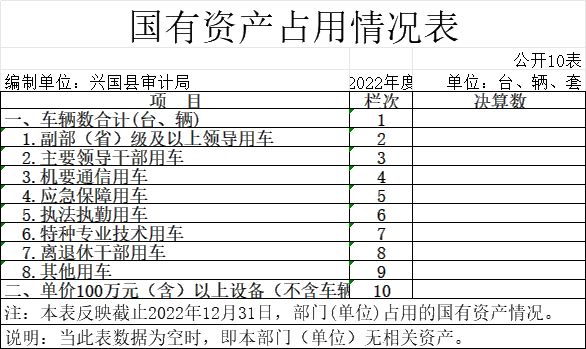 国有资产占用情况表
公开10表
编制单位：兴国县审计局 2022年度 单位：台、辆、套
项 目 栏次 决算数
一、车辆数合计(台、辆) 1
1.副部（省）级及以上领导用车 2
2.主要领导干部用车 3
3.机要通信用车 4
4.应急保障用车 5
5.执法执勤用车 6
6.特种专业技术用车 7
7.离退休干部用车 8
8.其他用车 9
二、单价100万元（含）以上设备（不含车辆 10
注：本表反映截止2022年12月31日，部门(单位)占用的国有资产情况。
说明：当此表数据为空时，即本部门（单位）无相关资产。